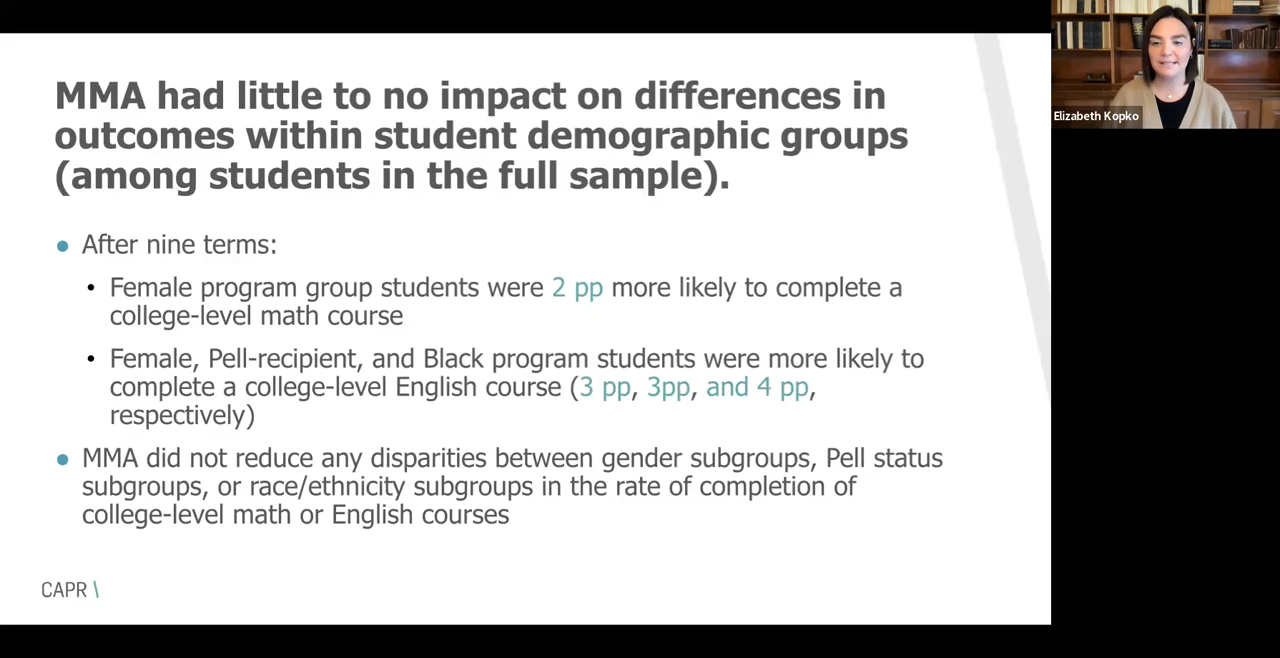 MMA had little to no impact on differences in
outcomes within student demographic groups
(among students in the full sample).
● After nine terms:
• Female program group students were 2 pp more likely to complete a
college-level math course
• Female, Pell-recipient, and Black program students were more likely to
complete a college-level English course (3 pp, 3pp, and 4 pp,
respectively)
● MMA did not reduce any disparities between gender subgroups, Pell status
subgroups, or race/ethnicity subgroups in the rate of completion of
college-level math or English courses
CAPR \
Elizabeth Kopko